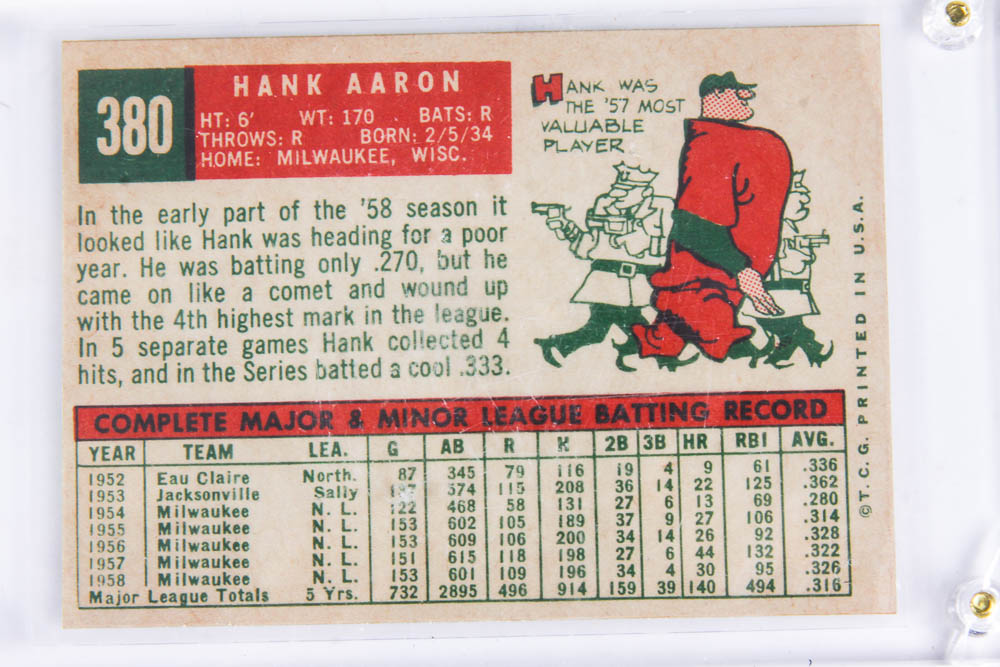 380
HANK AARON
HT: 6' WT: 170 BATS: R
THROWS: R BORN: 2/5/34
HOME: MILWAUKEE, WISC.
HANK WAS
THE '57 MOST
VALUABLE
PLAYER
In the early part of the '58 season it
looked like Hank was heading for a poor
year. He was batting only .270, but he
came on like a comet and wound up
with the 4th highest mark in the league.
In 5 separate games Hank collected 4
hits, and in the Series batted a cool .333.
COMPLETE MAJOR & MINOR LEAGUE BATTING RECORD
YEAR TEAM LEA. G AB R H 2B 3B HR RBI AVG.
1952 Eau Claire North. 87 345 79 116 19 4 9 61 .336
1953 Jacksonville Sally 137 574 115 208 36 14 22 125 .362
1954 Milwaukee N. L. 122 468 58 131 27 6 13 69 .280
1955 Milwaukee N. L. 153 602 105 189 37 9 27 106 .314
1956 Milwaukee N. L. 153 609 106 200 34 14 26 92 .328
1957 Milwaukee N. L. 151 615 118 198 27 6 44 132 .322
1958 Milwaukee N. L. 153 601 109 196 34 4 30 95 .326
Major League Totals 5 Yrs. 732 2895 496 914 159 39 140 494 .316
©T. C. G. PRINTED IN U.S.A.